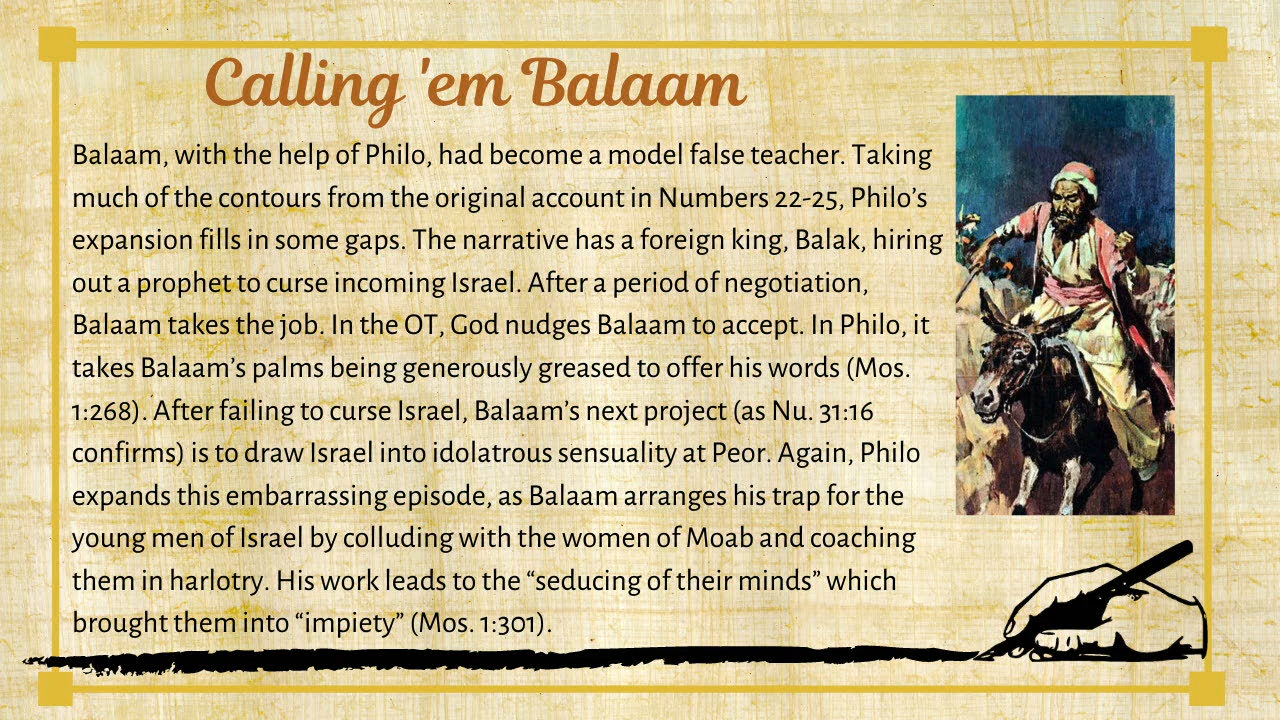 Calling 'em Balaam
Balaam, with the help of Philo, had become a model false teacher. Taking
much of the contours from the original account in Numbers 22-25, Philo’s
expansion fills in some gaps. The narrative has a foreign king, Balak, hiring
out a prophet to curse incoming Israel. After a period of negotiation,
Balaam takes the job. In the OT, God nudges Balaam to accept. In Philo, it
takes Balaam’s palms being generously greased to offer his words (Mos.
1:268). After failing to curse Israel, Balaam’s next project (as Nu. 31:16
confirms) is to draw Israel into idolatrous sensuality at Peor. Again, Philo
expands this embarrassing episode, as Balaam arranges his trap for the
young men of Israel by colluding with the women of Moab and coaching
them in harlotry. His work leads to the “seducing of their minds” which
brought them into “impiety” (Mos. 1:301).